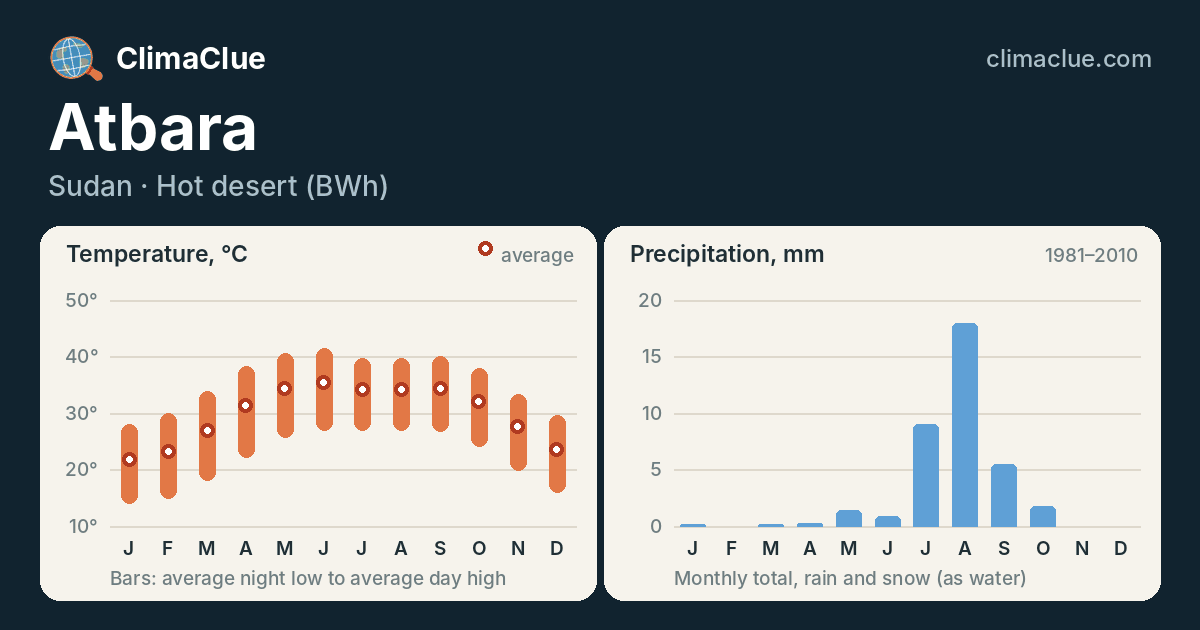 ClimaClue
climaclue.com
Atbara
Sudan · Hot desert (BWh)
Temperature, °C
average
50°
40°
30°
20°
10°
J F M A M J J A S O N D
Bars: average night low to average day high
Precipitation, mm
1981–2010
20
15
10
5
0
J F M A M J J A S O N D
Monthly total, rain and snow (as water)